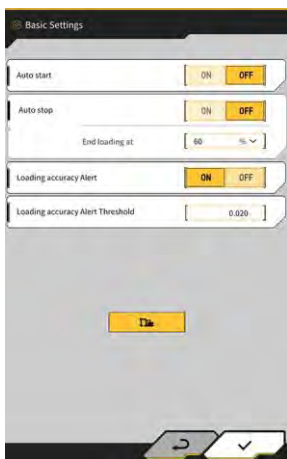 Basic Settings
Auto start
ON OFF
Auto stop
ON OFF
End loading at
60 %
Loading accuracy Alert
ON OFF
Loading accuracy Alert Threshold
0.020